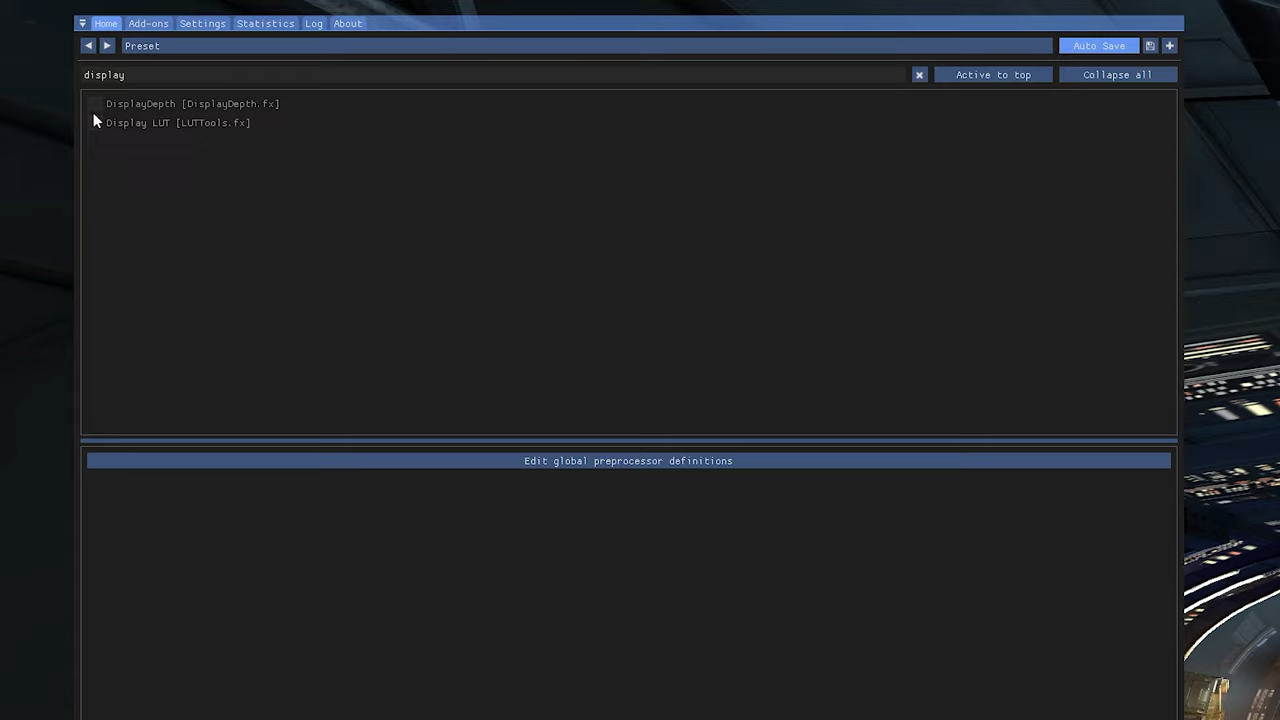 Home Add-ons Settings Statistics Log About
Preset Auto Save
display Active to top Collapse all
DisplayDepth [DisplayDepth.fx]
Display LUT [LUTTools.fx]
Edit global preprocessor definitions